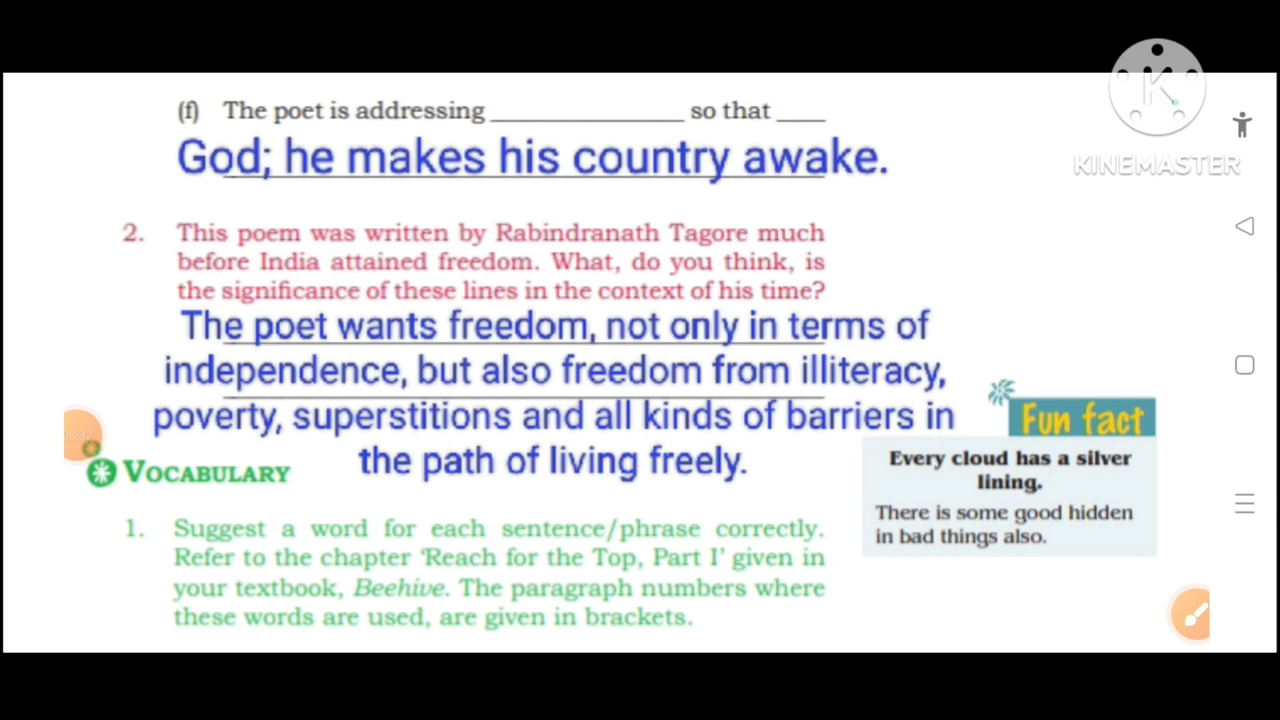 (f) The poet is addressing ______________ so that ____
God; he makes his country awake.
KINEMASTER
2. This poem was written by Rabindranath Tagore much
before India attained freedom. What, do you think, is
the significance of these lines in the context of his time?
The poet wants freedom, not only in terms of
independence, but also freedom from illiteracy,
poverty, superstitions and all kinds of barriers in
the path of living freely.
08:37
VOCABULARY
Fun fact
Every cloud has a silver
lining.
There is some good hidden
in bad things also.
1. Suggest a word for each sentence/phrase correctly.
Refer to the chapter 'Reach for the Top, Part I' given in
your textbook, Beehive. The paragraph numbers where
these words are used, are given in brackets.